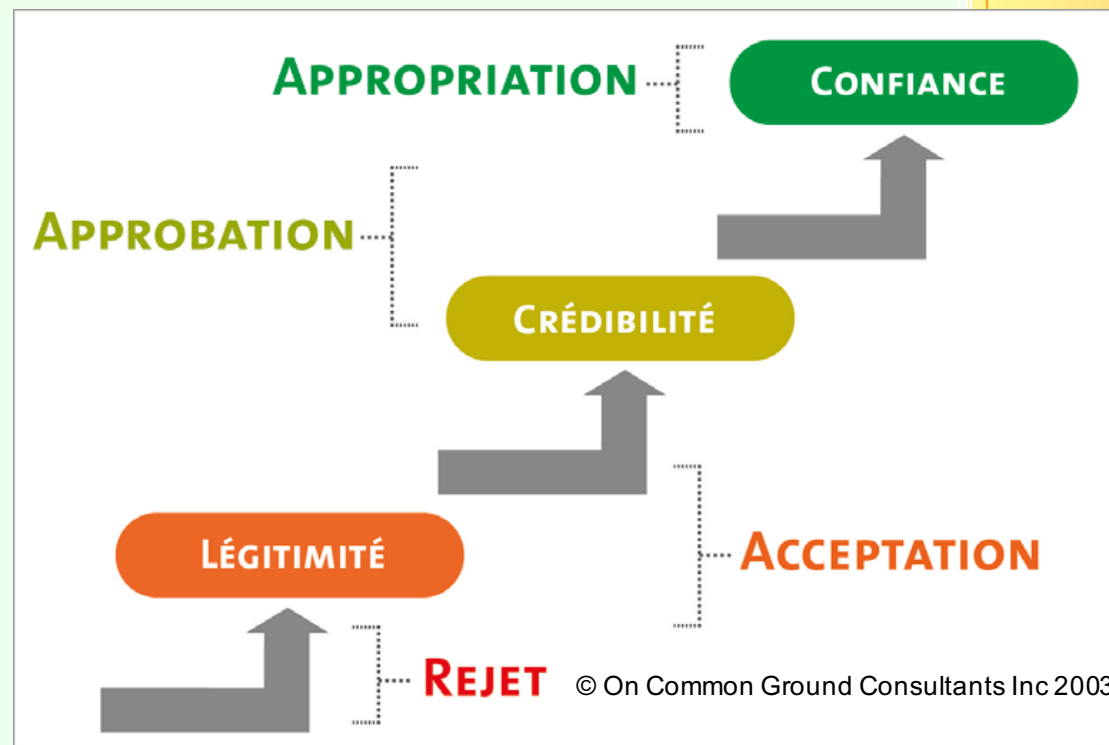 APPROPRIATION
CONFIANCE
APPROBATION
CRÉDIBILITÉ
LÉGITIMITÉ
ACCEPTATION
REJET
© On Common Ground Consultants Inc 2003